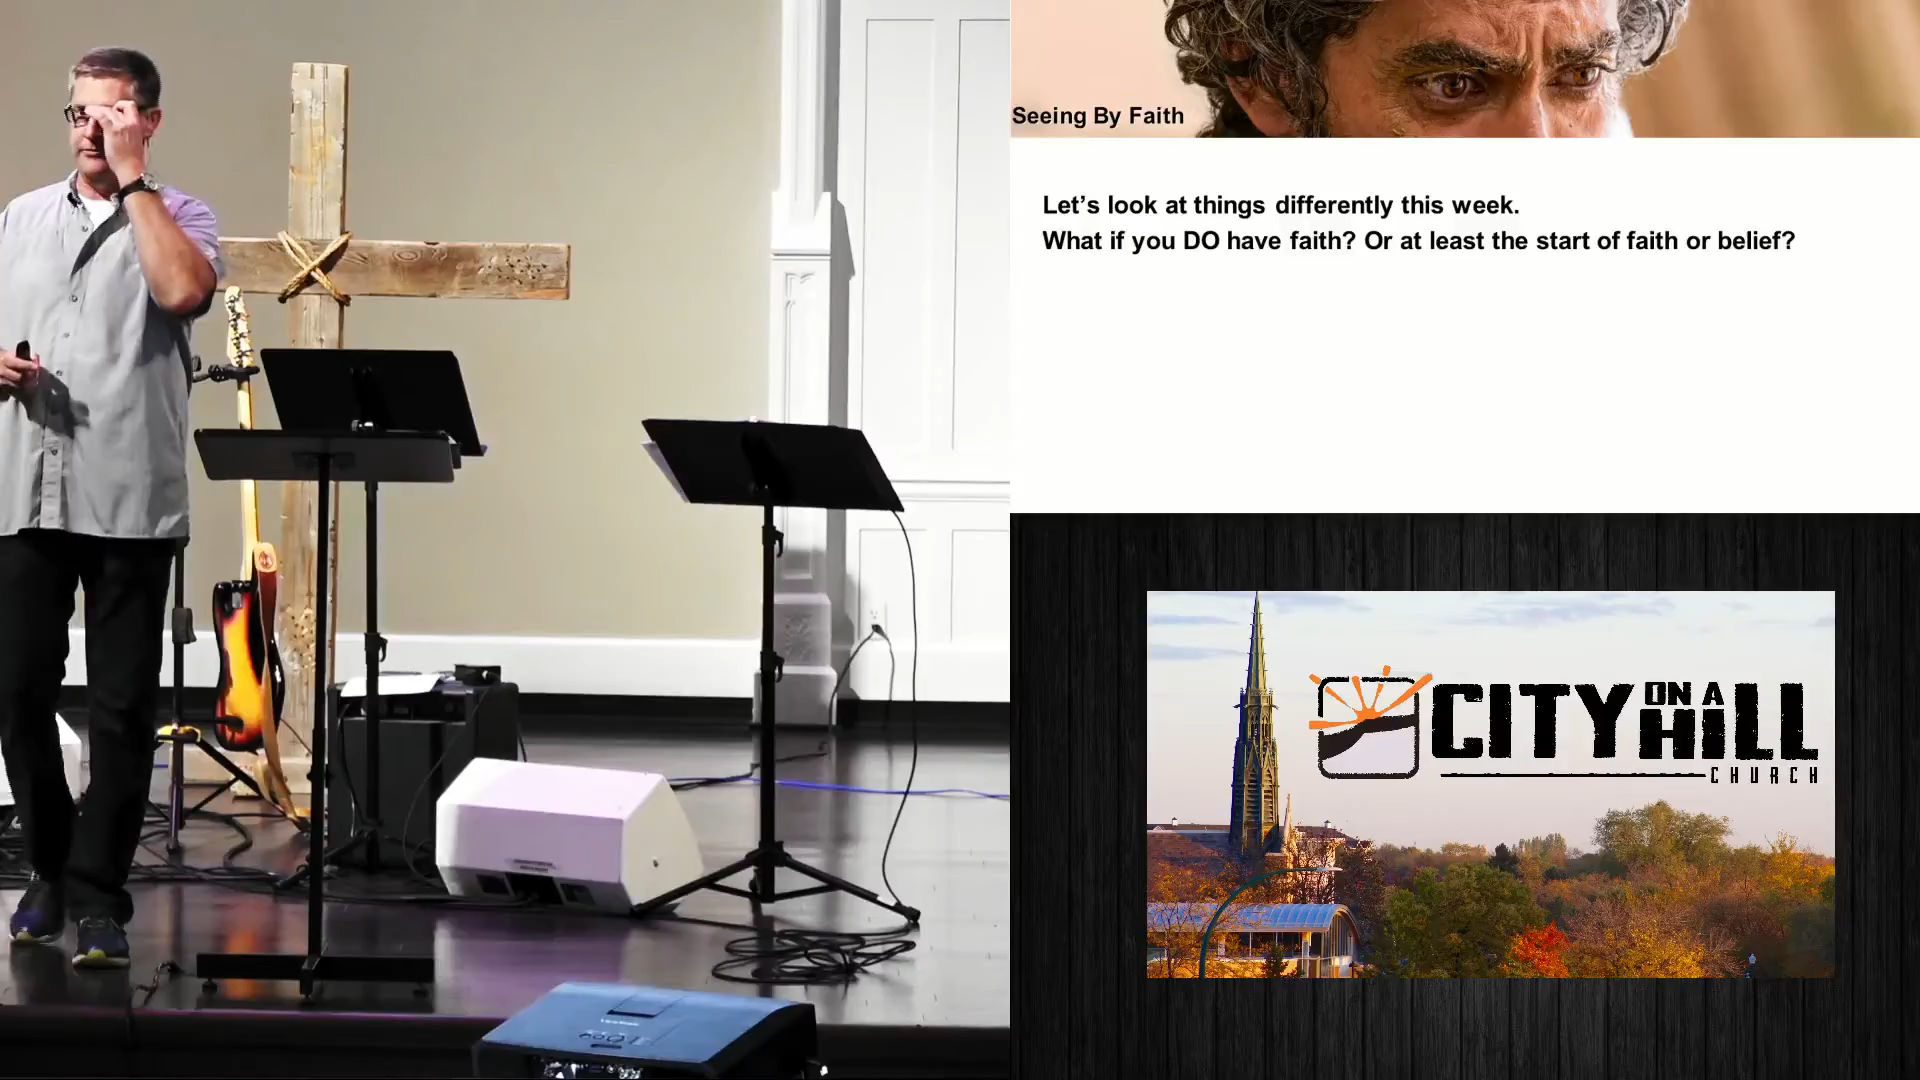 Seeing By Faith
Let's look at things differently this week.
What if you DO have faith? Or at least the start of faith or belief?
CITY ON A HILL
CHURCH